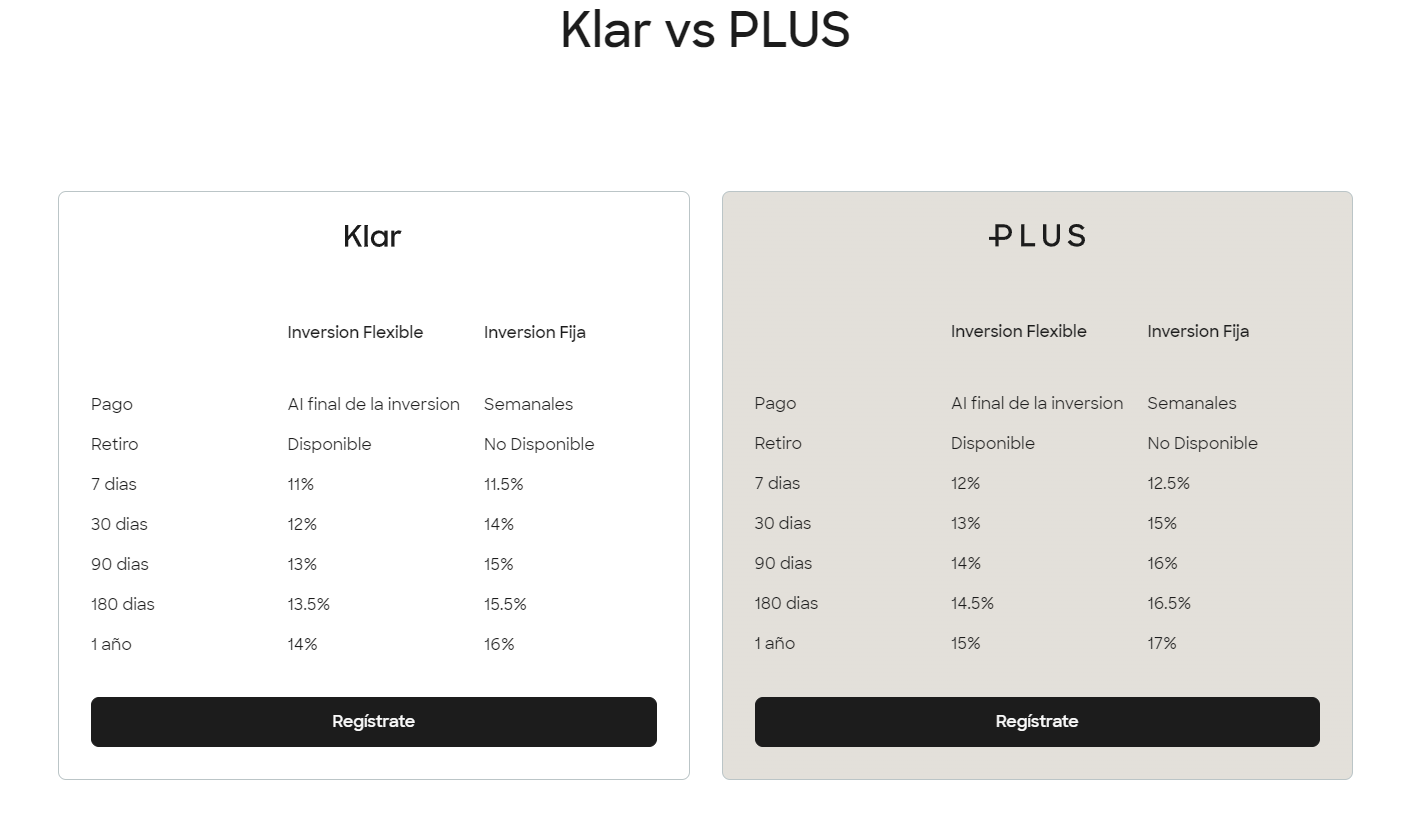 Klar vs PLUS
Klar
Inversion Flexible Inversion Fija
Pago Al final de la inversion Semanales
Retiro Disponible No Disponible
7 dias 11% 11.5%
30 dias 12% 14%
90 dias 13% 15%
180 dias 13.5% 15.5%
1 año 14% 16%
Regístrate
PLUS
Inversion Flexible Inversion Fija
Pago Al final de la inversion Semanales
Retiro Disponible No Disponible
7 dias 12% 12.5%
30 dias 13% 15%
90 dias 14% 16%
180 dias 14.5% 16.5%
1 año 15% 17%
Regístrate